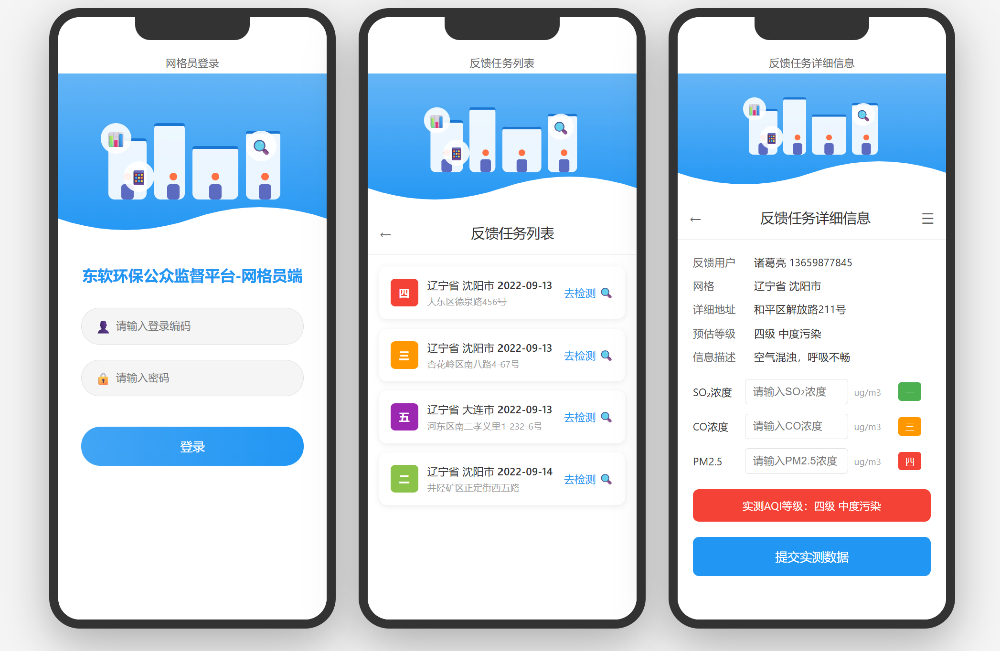 网格员登录
东软环保公众监督平台-网格员端
请输入登录编码
请输入密码
登录
反馈任务列表
← 反馈任务列表
四 辽宁省 沈阳市 2022-09-13 去检测
大东区德泉路456号
三 辽宁省 沈阳市 2022-09-13 去检测
杏花岭区南八路4-67号
五 辽宁省 大连市 2022-09-13 去检测
河东区南二孝义里1-232-6号
二 辽宁省 沈阳市 2022-09-14 去检测
井陉矿区正定街西五路
反馈任务详细信息
← 反馈任务详细信息 ☰
反馈用户 诸葛亮 13659877845
网格 辽宁省 沈阳市
详细地址 和平区解放路211号
预估等级 四级 中度污染
信息描述 空气混浊，呼吸不畅
SO₂浓度 请输入SO₂浓度 ug/m3 一
CO浓度 请输入CO浓度 ug/m3 三
PM2.5 请输入PM2.5浓度 ug/m3 四
实测AQI等级：四级 中度污染
提交实测数据